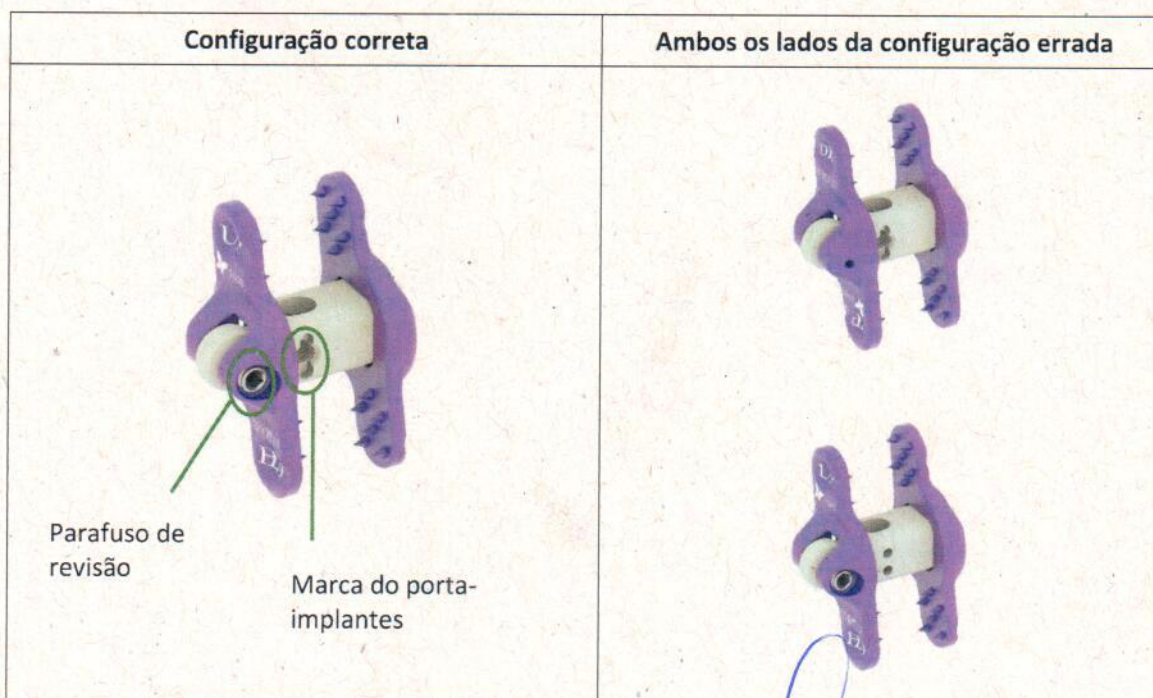 Configuração correta
Ambos os lados da configuração errada
Parafuso de
revisão
Marca do porta-
implantes